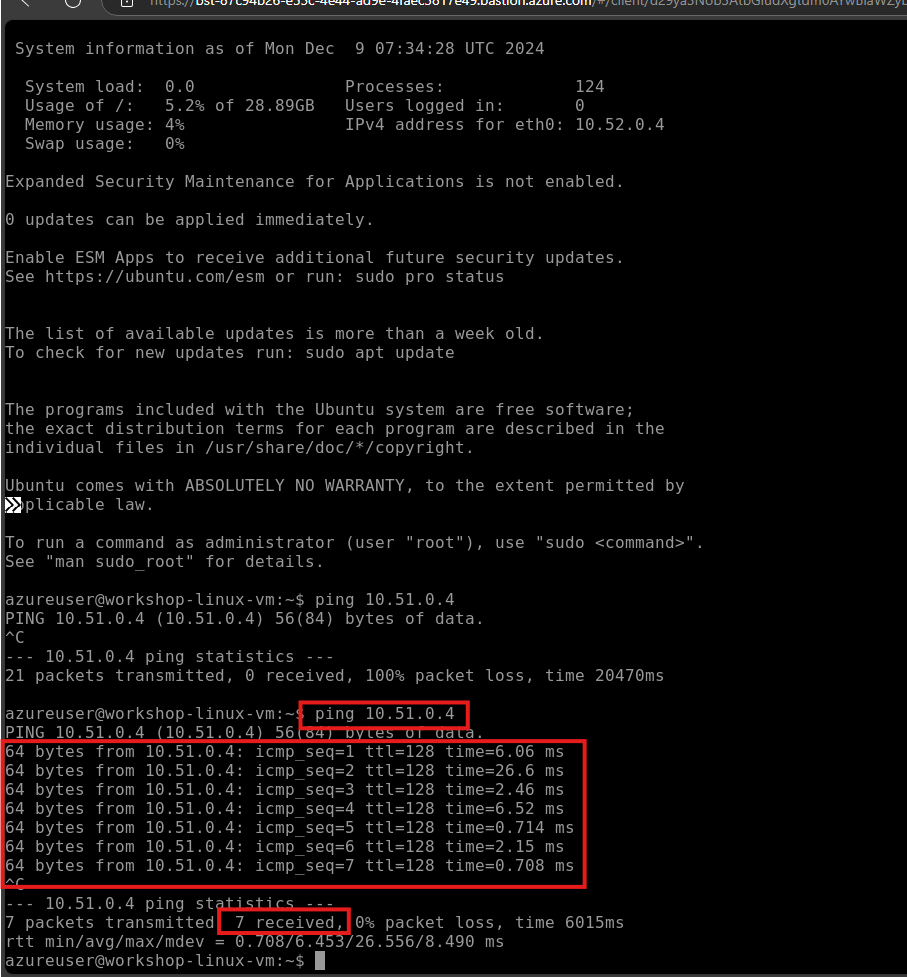 bastion.azure.com/#/client/
System information as of Mon Dec  9 07:34:28 UTC 2024
System load:  0.0               Processes:             124
Usage of /:   5.2% of 28.89GB   Users logged in:       0
Memory usage: 4%                IPv4 address for eth0: 10.52.0.4
Swap usage:   0%
Expanded Security Maintenance for Applications is not enabled.
0 updates can be applied immediately.
Enable ESM Apps to receive additional future security updates.
See https://ubuntu.com/esm or run: sudo pro status
The list of available updates is more than a week old.
To check for new updates run: sudo apt update
The programs included with the Ubuntu system are free software;
the exact distribution terms for each program are described in the
individual files in /usr/share/doc/*/copyright.
Ubuntu comes with ABSOLUTELY NO WARRANTY, to the extent permitted by
pplicable law.
To run a command as administrator (user "root"), use "sudo <command>".
See "man sudo_root" for details.
azureuser@workshop-linux-vm:~$ ping 10.51.0.4
PING 10.51.0.4 (10.51.0.4) 56(84) bytes of data.
^C
--- 10.51.0.4 ping statistics ---
21 packets transmitted, 0 received, 100% packet loss, time 20470ms
azureuser@workshop-linux-vm:~$ ping 10.51.0.4
PING 10.51.0.4 (10.51.0.4) 56(84) bytes of data.
64 bytes from 10.51.0.4: icmp_seq=1 ttl=128 time=6.06 ms
64 bytes from 10.51.0.4: icmp_seq=2 ttl=128 time=26.6 ms
64 bytes from 10.51.0.4: icmp_seq=3 ttl=128 time=2.46 ms
64 bytes from 10.51.0.4: icmp_seq=4 ttl=128 time=6.52 ms
64 bytes from 10.51.0.4: icmp_seq=5 ttl=128 time=0.714 ms
64 bytes from 10.51.0.4: icmp_seq=6 ttl=128 time=2.15 ms
64 bytes from 10.51.0.4: icmp_seq=7 ttl=128 time=0.708 ms
^C
--- 10.51.0.4 ping statistics ---
7 packets transmitted, 7 received, 0% packet loss, time 6015ms
rtt min/avg/max/mdev = 0.708/6.453/26.556/8.490 ms
azureuser@workshop-linux-vm:~$